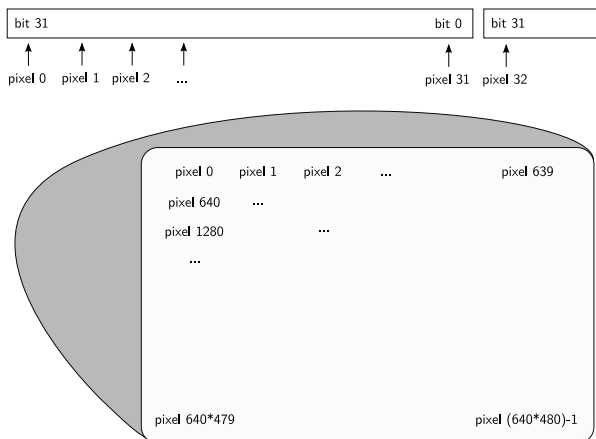 bit 31 bit 0 bit 31
pixel 0 pixel 1 pixel 2 ... pixel 31 pixel 32
pixel 0 pixel 1 pixel 2 ... pixel 639
pixel 640 ...
pixel 1280 ...
...
pixel 640*479 pixel (640*480)-1